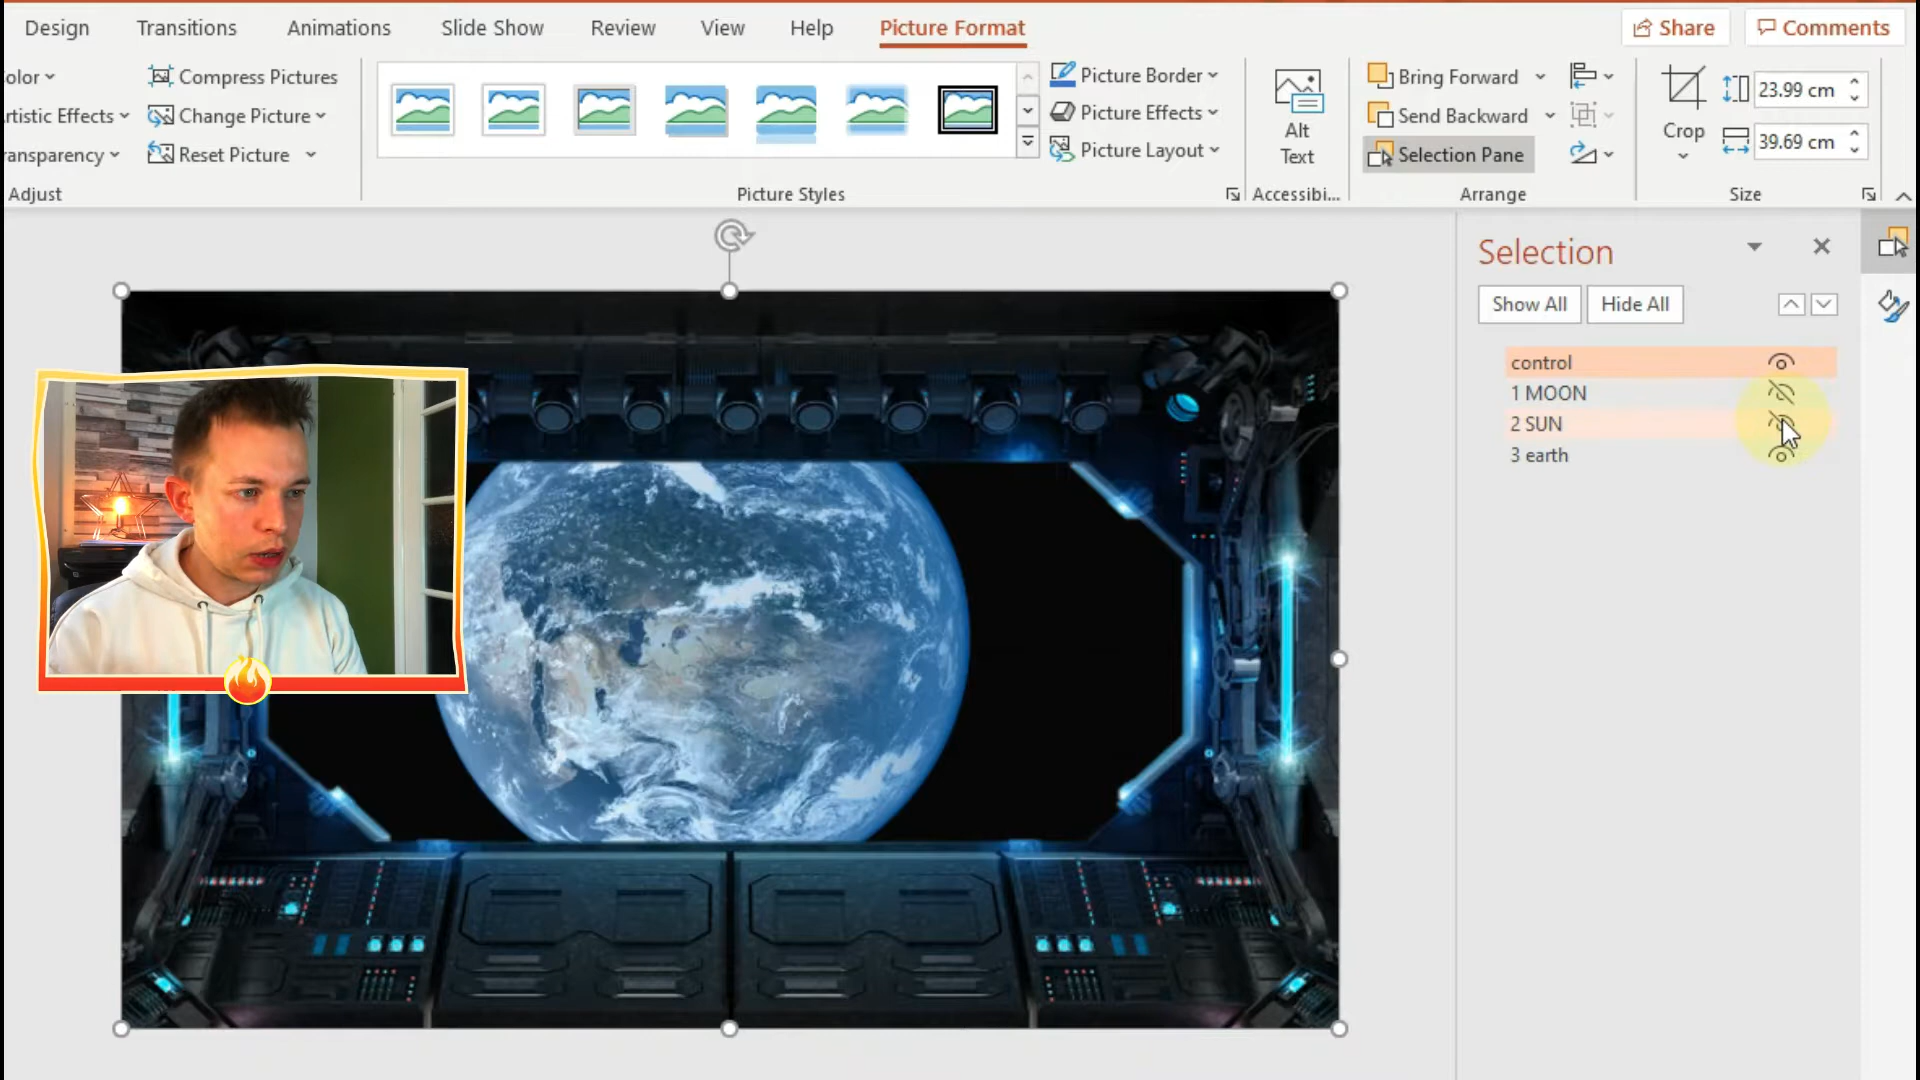 Design Transitions Animations Slide Show Review View Help Picture Format Share Comments
olor Compress Pictures Picture Border Bring Forward 23.99 cm
rtistic Effects Change Picture Picture Effects Alt Text Send Backward Crop
ransparency Reset Picture Picture Layout Selection Pane 39.69 cm
Adjust Picture Styles Accessibi... Arrange Size
Selection
Show All Hide All
control
1 MOON
2 SUN
3 earth